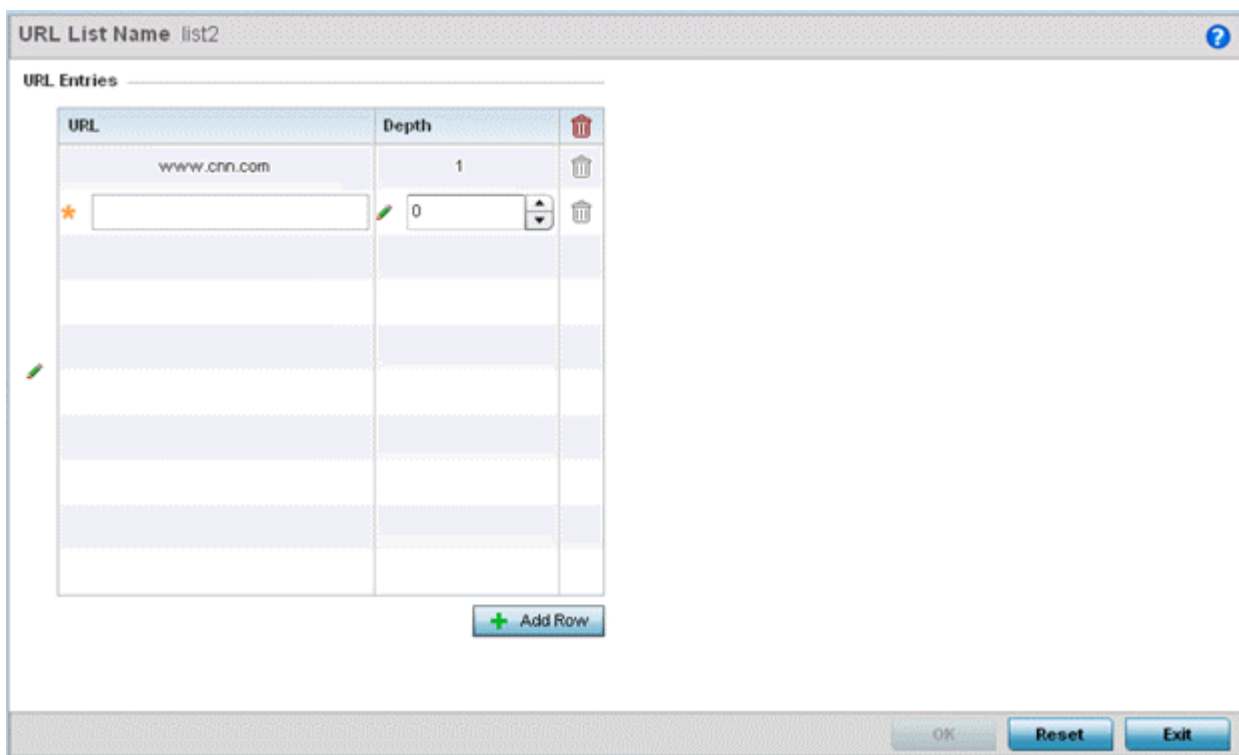 URL List Name list2
?
URL Entries
URL Depth
www.cnn.com 1
* 0
Add Row
OK Reset Exit